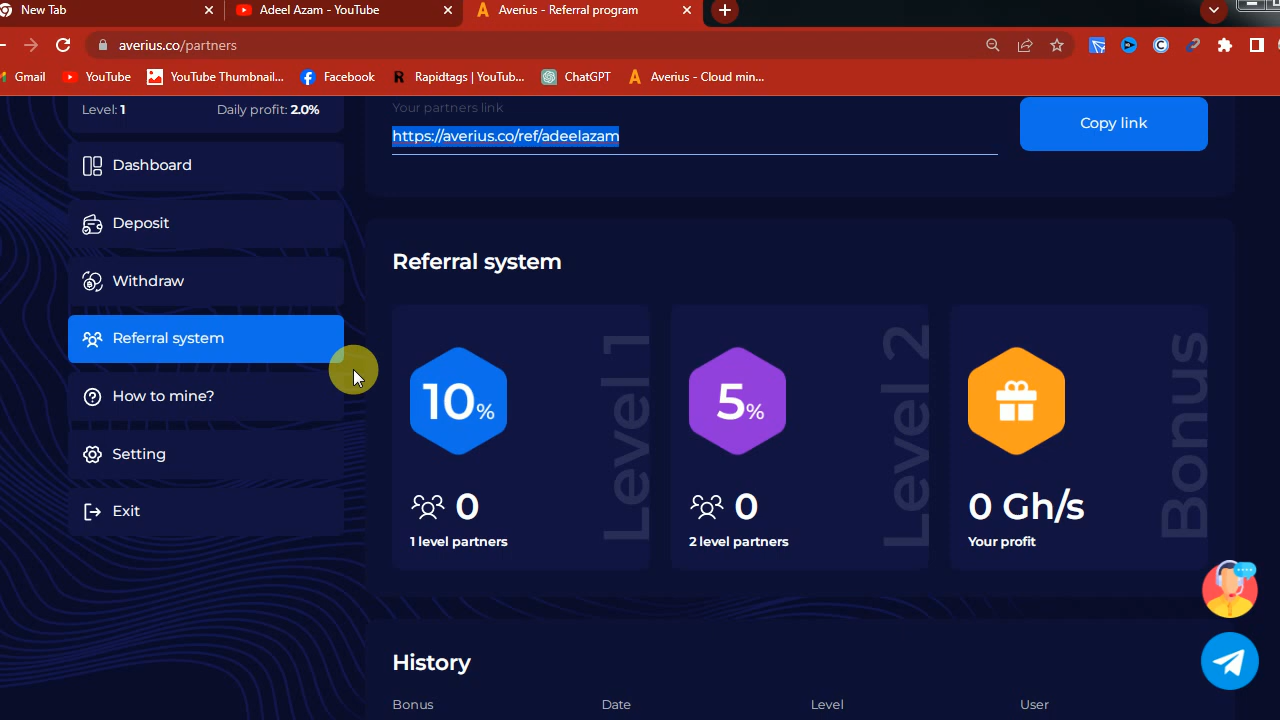 New Tab
Adeel Azam - YouTube
Averius - Referral program
averius.co/partners
Gmail
YouTube
YouTube Thumbnail...
Facebook
Rapidtags | YouTub...
ChatGPT
Averius - Cloud min...
Level: 1
Daily profit: 2.0%
Dashboard
Deposit
Withdraw
Referral system
How to mine?
Setting
Exit
Your partners link
https://averius.co/ref/adeelazam
Copy link
Referral system
10%
Level 1
0
1 level partners
5%
Level 2
0
2 level partners
Bonus
0 Gh/s
Your profit
History
Bonus Date Level User